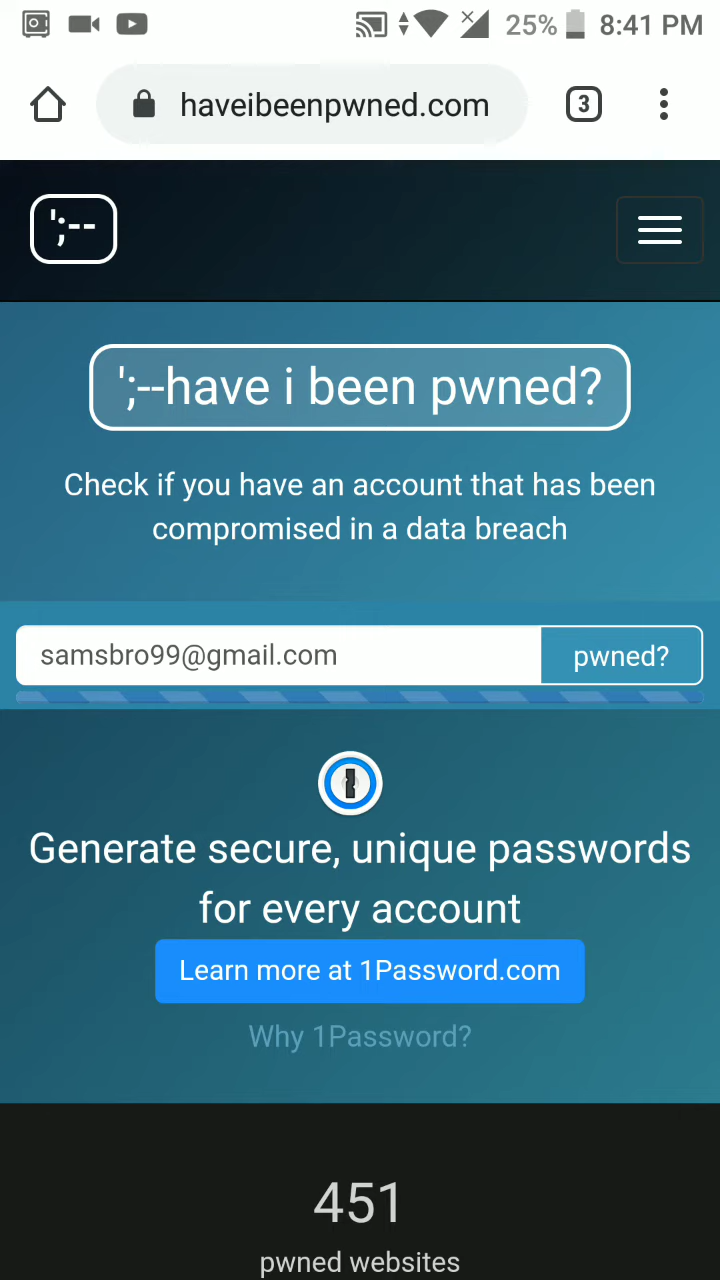 25% 8:41 PM
haveibeenpwned.com 3
';--
';--have i been pwned?
Check if you have an account that has been
compromised in a data breach
samsbro99@gmail.com pwned?
Generate secure, unique passwords
for every account
Learn more at 1Password.com
Why 1Password?
451
pwned websites